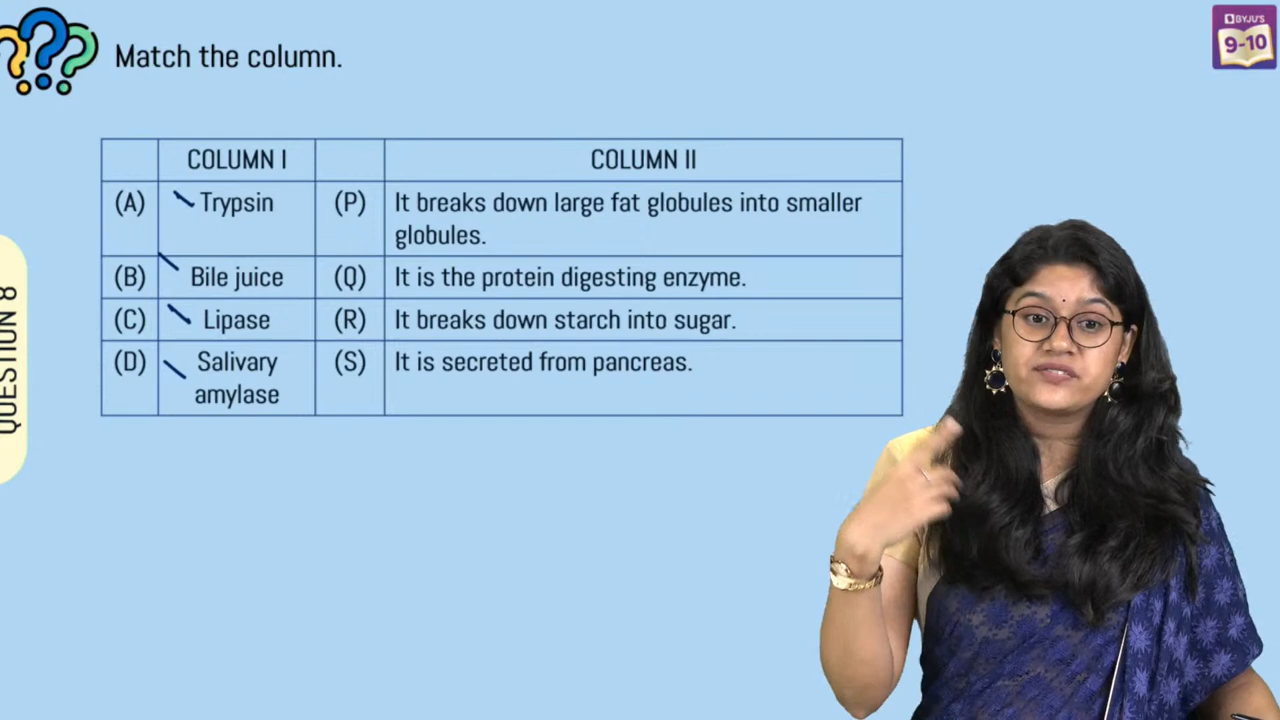 Match the column.
BYJU'S
9-10
COLUMN I COLUMN II
(A) Trypsin (P) It breaks down large fat globules into smaller
globules.
(B) Bile juice (Q) It is the protein digesting enzyme.
(C) Lipase (R) It breaks down starch into sugar.
(D) Salivary (S) It is secreted from pancreas.
amylase
QUESTION 8